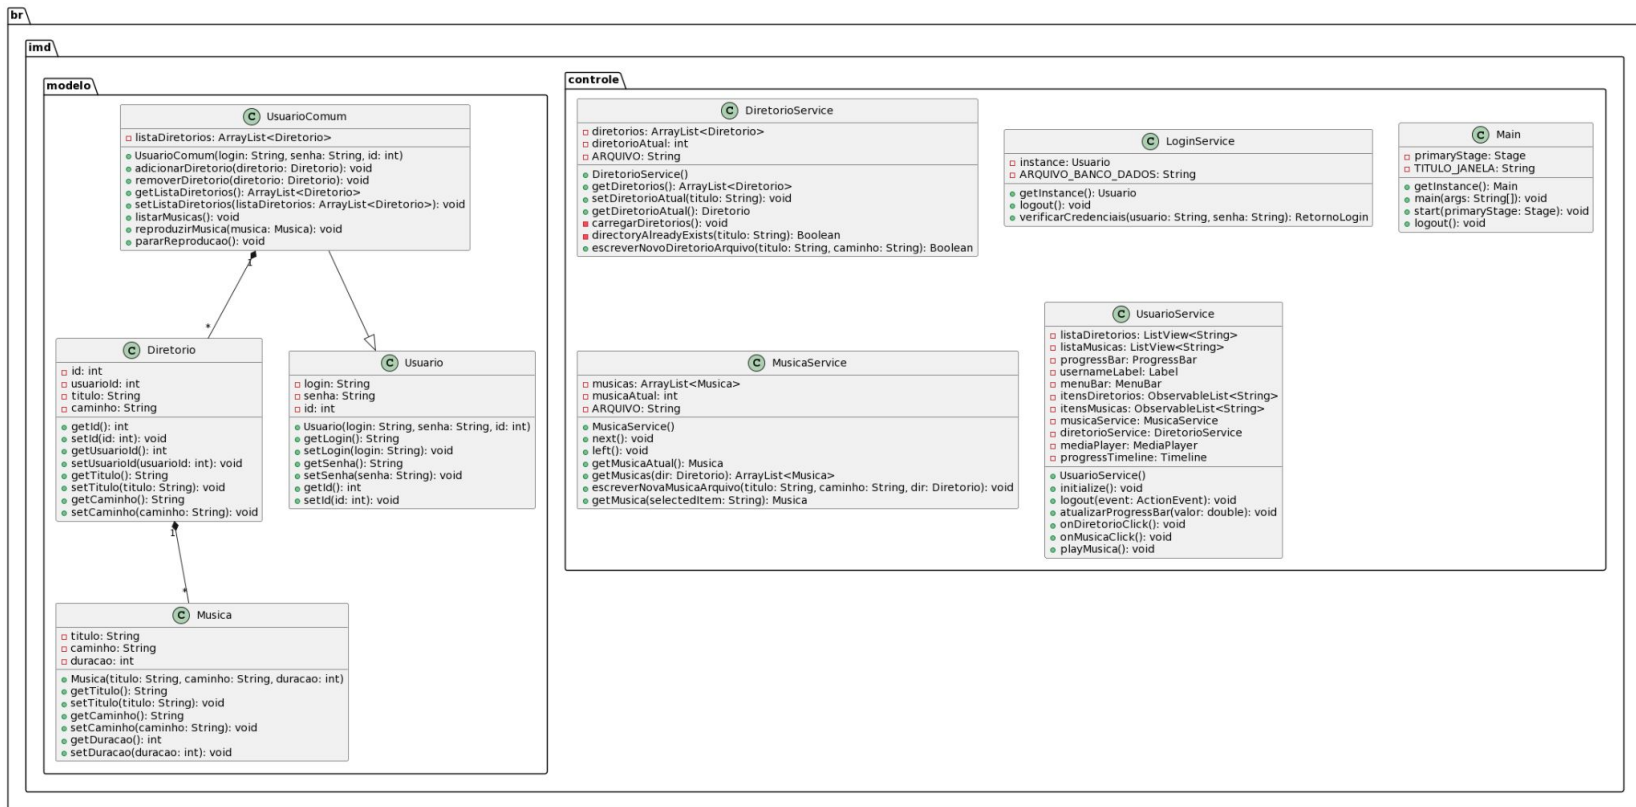 br
imd
modelo
UsuarioComum
listaDiretorios: ArrayList<Diretorio>
UsuarioComum(login: String, senha: String, id: int)
adicionarDiretorio(diretorio: Diretorio): void
removerDiretorio(diretorio: Diretorio): void
getListaDiretorios(): ArrayList<Diretorio>
setListaDiretorios(listaDiretorios: ArrayList<Diretorio>): void
listarMusicas(): void
reproduzirMusica(musica: Musica): void
pararReproducao(): void
1
*
Diretorio
id: int
usuarioId: int
titulo: String
caminho: String
getId(): int
setId(id: int): void
getUsuarioId(): int
setUsuarioId(usuarioId: int): void
getTitulo(): String
setTitulo(titulo: String): void
getCaminho(): String
setCaminho(caminho: String): void
Usuario
login: String
senha: String
id: int
Usuario(login: String, senha: String, id: int)
getLogin(): String
setLogin(login: String): void
getSenha(): String
setSenha(senha: String): void
getId(): int
setId(id: int): void
1
*
Musica
titulo: String
caminho: String
duracao: int
Musica(titulo: String, caminho: String, duracao: int)
getTitulo(): String
setTitulo(titulo: String): void
getCaminho(): String
setCaminho(caminho: String): void
getDuracao(): int
setDuracao(duracao: int): void
controle
DiretorioService
diretorios: ArrayList<Diretorio>
diretorioAtual: int
ARQUIVO: String
DiretorioService()
getDiretorios(): ArrayList<Diretorio>
setDiretorioAtual(titulo: String): void
getDiretorioAtual(): Diretorio
carregarDiretorios(): void
directoryAlreadyExists(titulo: String): Boolean
escreverNovoDiretorioArquivo(titulo: String, caminho: String): Boolean
LoginService
instance: Usuario
ARQUIVO_BANCO_DADOS: String
getInstance(): Usuario
logout(): void
verificarCredenciais(usuario: String, senha: String): RetornoLogin
Main
primaryStage: Stage
TITULO_JANELA: String
getInstance(): Main
main(args: String[]): void
start(primaryStage: Stage): void
logout(): void
MusicaService
musicas: ArrayList<Musica>
musicaAtual: int
ARQUIVO: String
MusicaService()
next(): void
left(): void
getMusicaAtual(): Musica
getMusicas(dir: Diretorio): ArrayList<Musica>
escreverNovaMusicaArquivo(titulo: String, caminho: String, dir: Diretorio): void
getMusica(selectedItem: String): Musica
UsuarioService
listaDiretorios: ListView<String>
listaMusicas: ListView<String>
progressBar: ProgressBar
usernameLabel: Label
menuBar: MenuBar
itensDiretorios: ObservableList<String>
itensMusicas: ObservableList<String>
musicaService: MusicaService
diretorioService: DiretorioService
mediaPlayer: MediaPlayer
progressTimeline: Timeline
UsuarioService()
initialize(): void
logout(event: ActionEvent): void
atualizarProgressBar(valor: double): void
onDiretorioClick(): void
onMusicaClick(): void
playMusica(): void